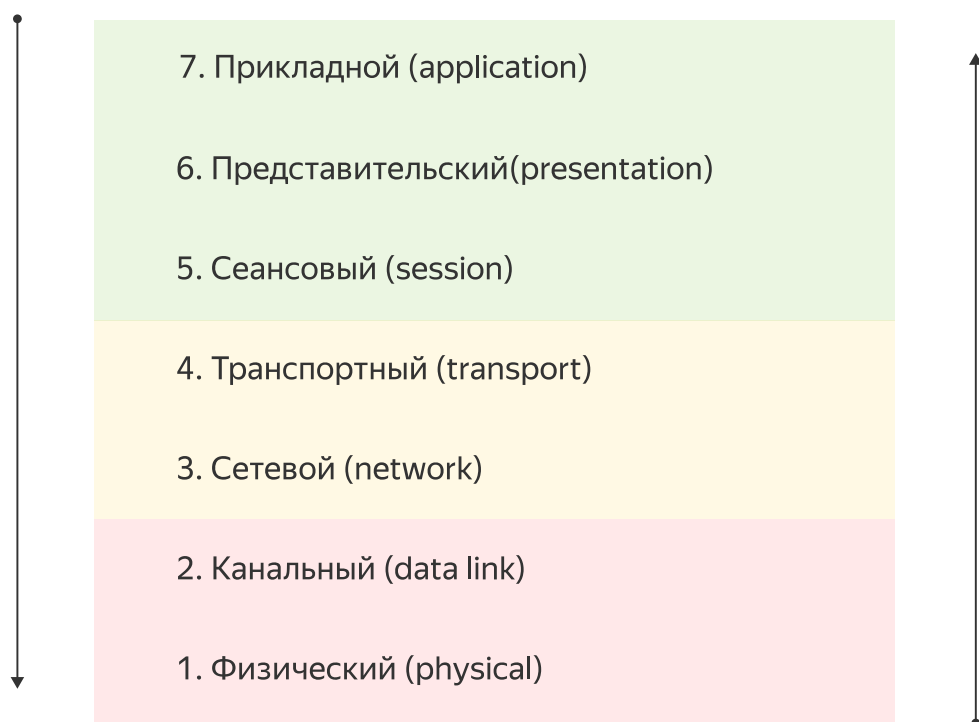 7. Прикладной (application)
6. Представительский(presentation)
5. Сеансовый (session)
4. Транспортный (transport)
3. Сетевой (network)
2. Канальный (data link)
1. Физический (physical)